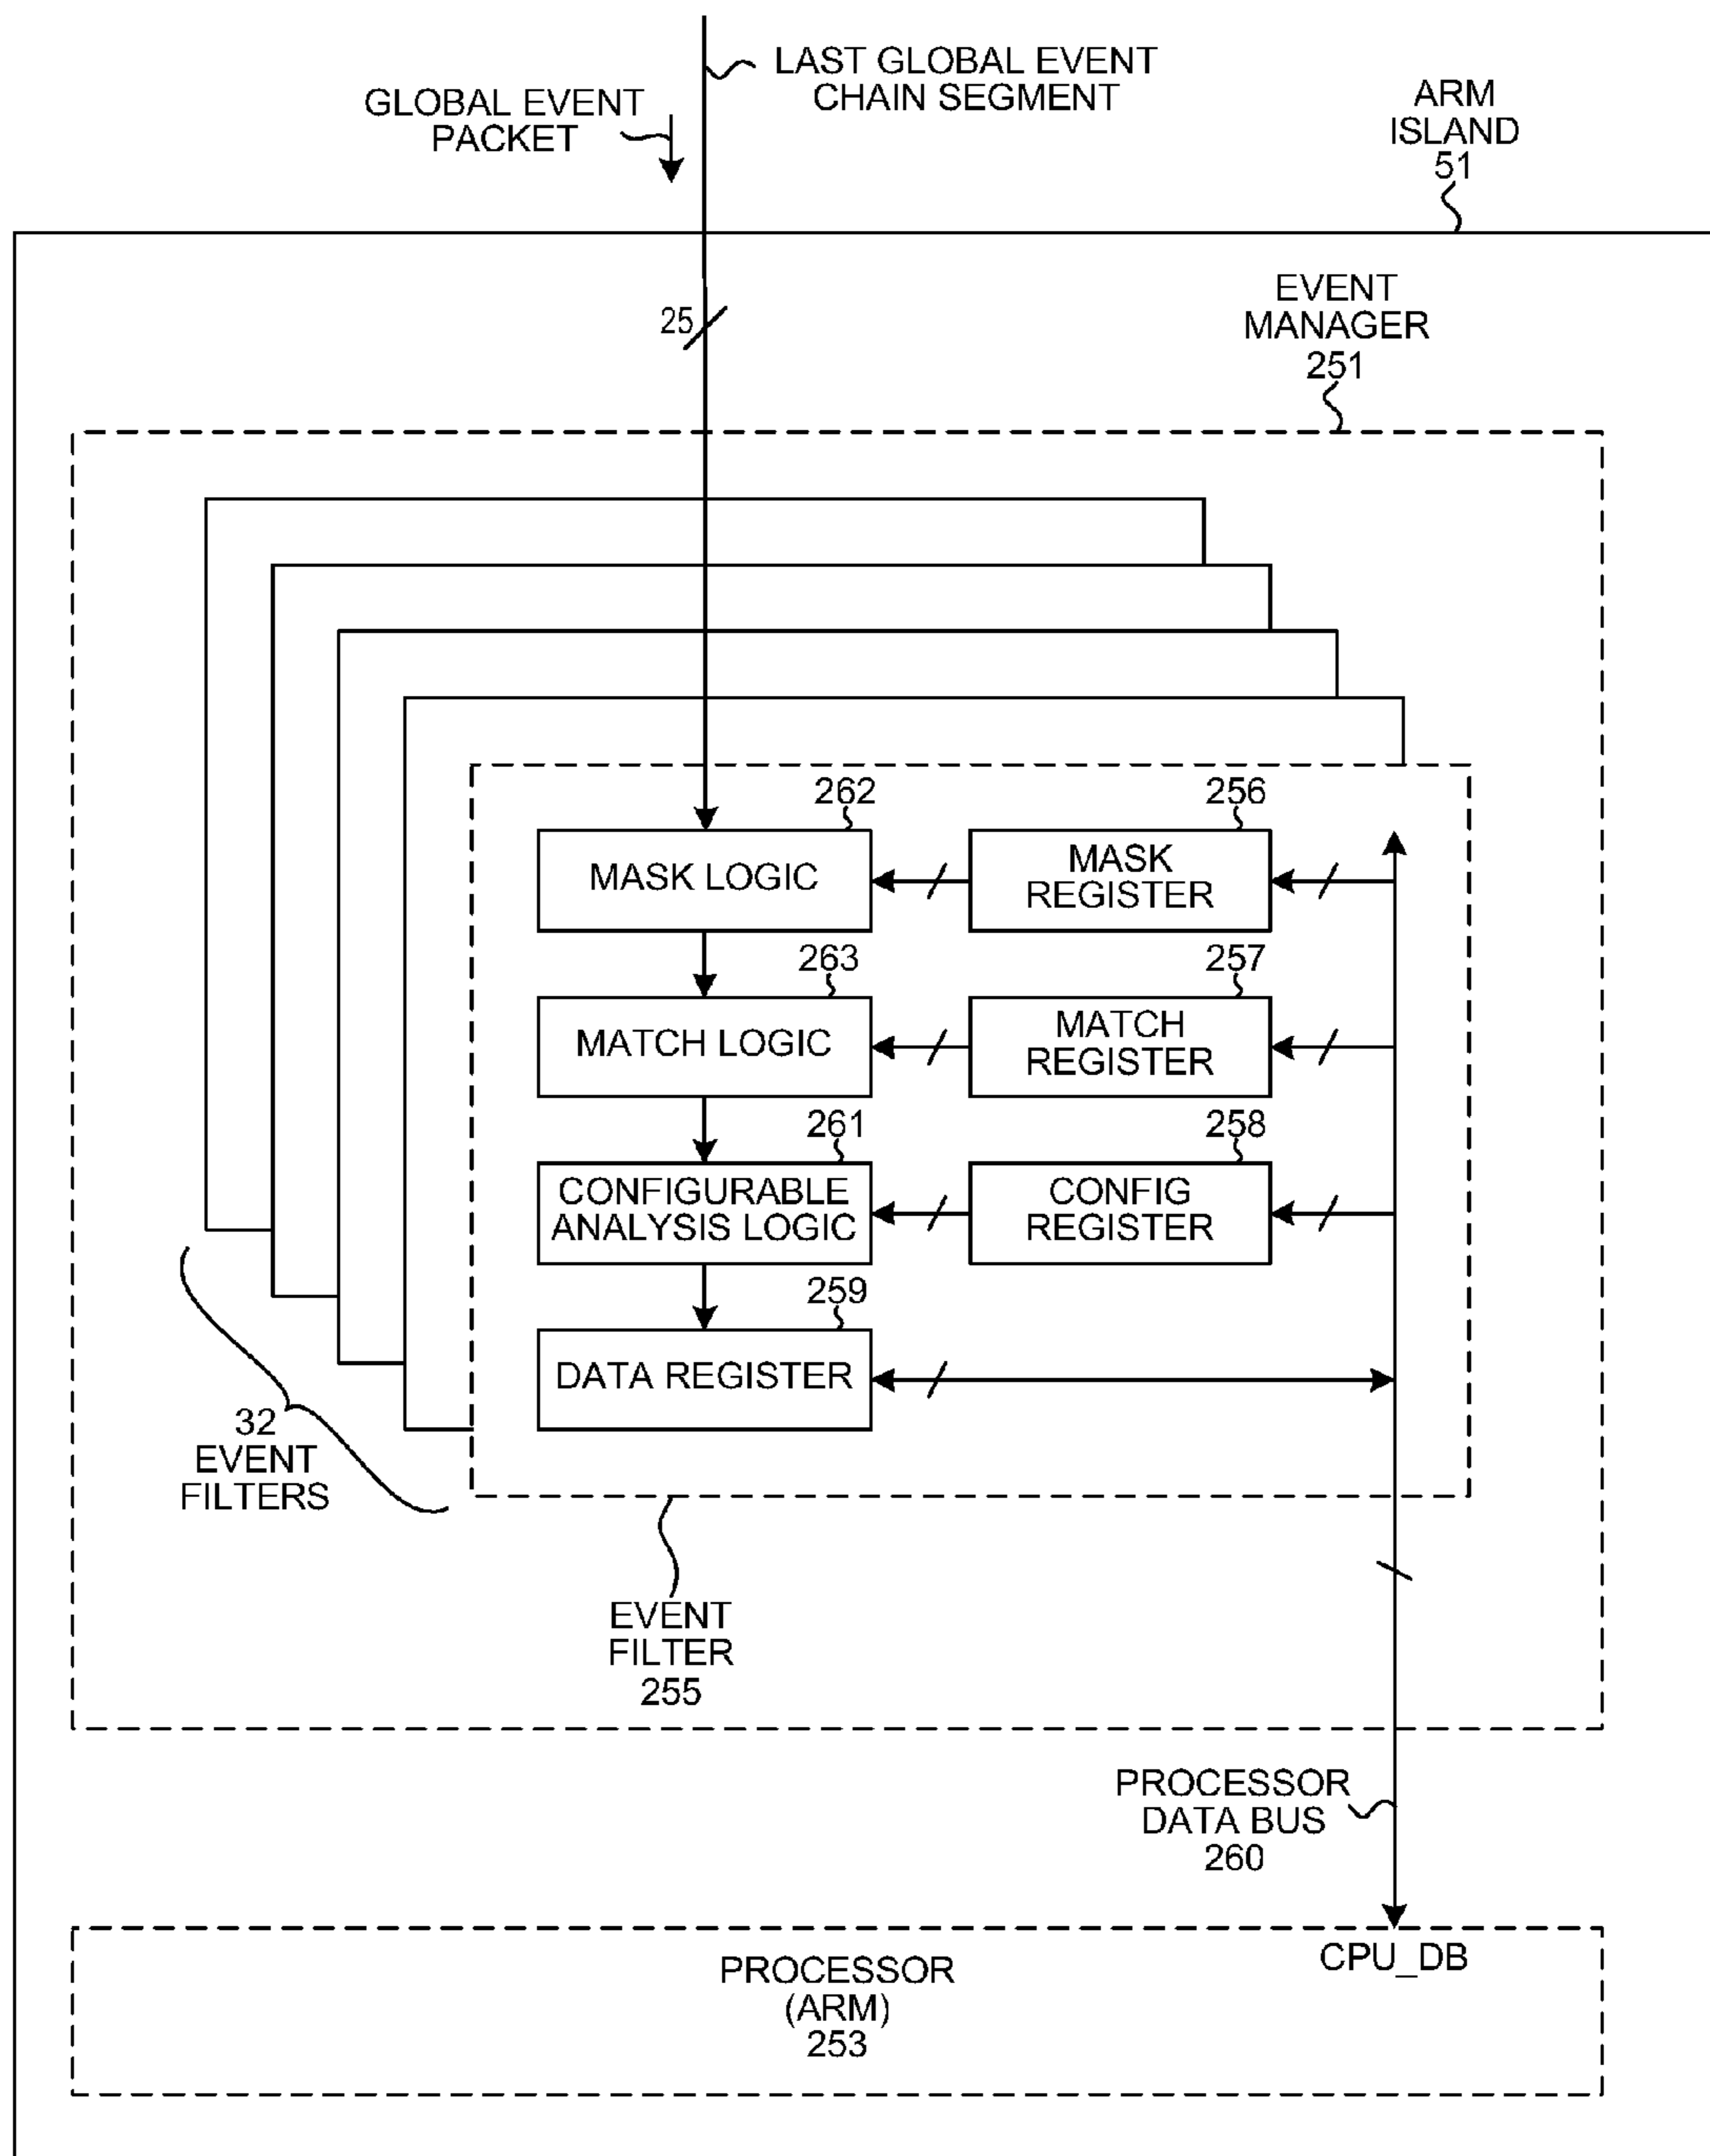 LAST GLOBAL EVENT
CHAIN SEGMENT
GLOBAL EVENT
PACKET
ARM
ISLAND
51
25
EVENT
MANAGER
251
262
256
MASK LOGIC
MASK
REGISTER
263
257
MATCH LOGIC
MATCH
REGISTER
261
258
CONFIGURABLE
ANALYSIS LOGIC
CONFIG
REGISTER
259
DATA REGISTER
32
EVENT
FILTERS
EVENT
FILTER
255
PROCESSOR
DATA BUS
260
CPU_DB
PROCESSOR
(ARM)
253